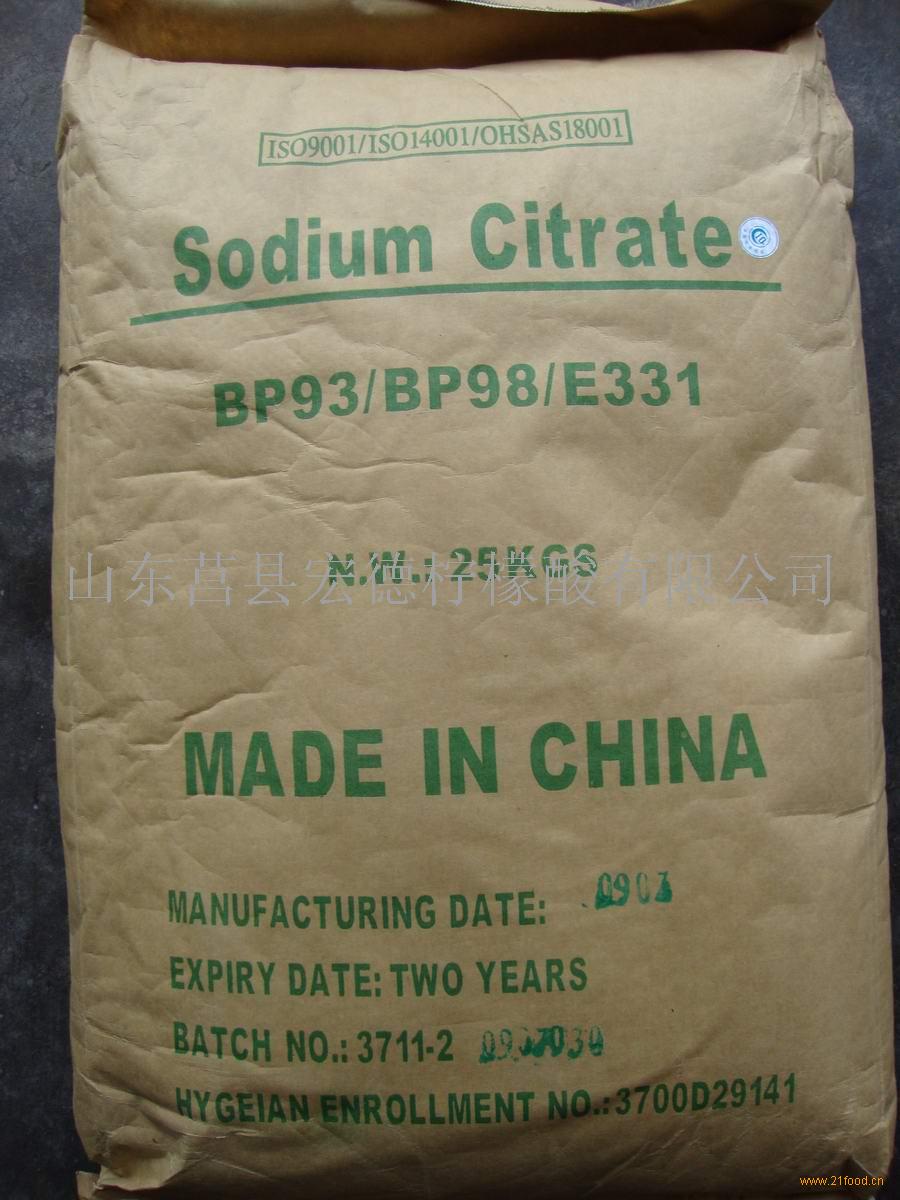 ISO9001/ISO14001/OHSAS18001
Sodium Citrate
BP93/BP98/E331
N.W.: 25KGS
山东莒县宏德柠檬酸有限公司
MADE IN CHINA
MANUFACTURING DATE: 0907
EXPIRY DATE: TWO YEARS
BATCH NO.: 3711-2
HYGEIAN ENROLLMENT NO.: 3700D29141
www.21food.cn